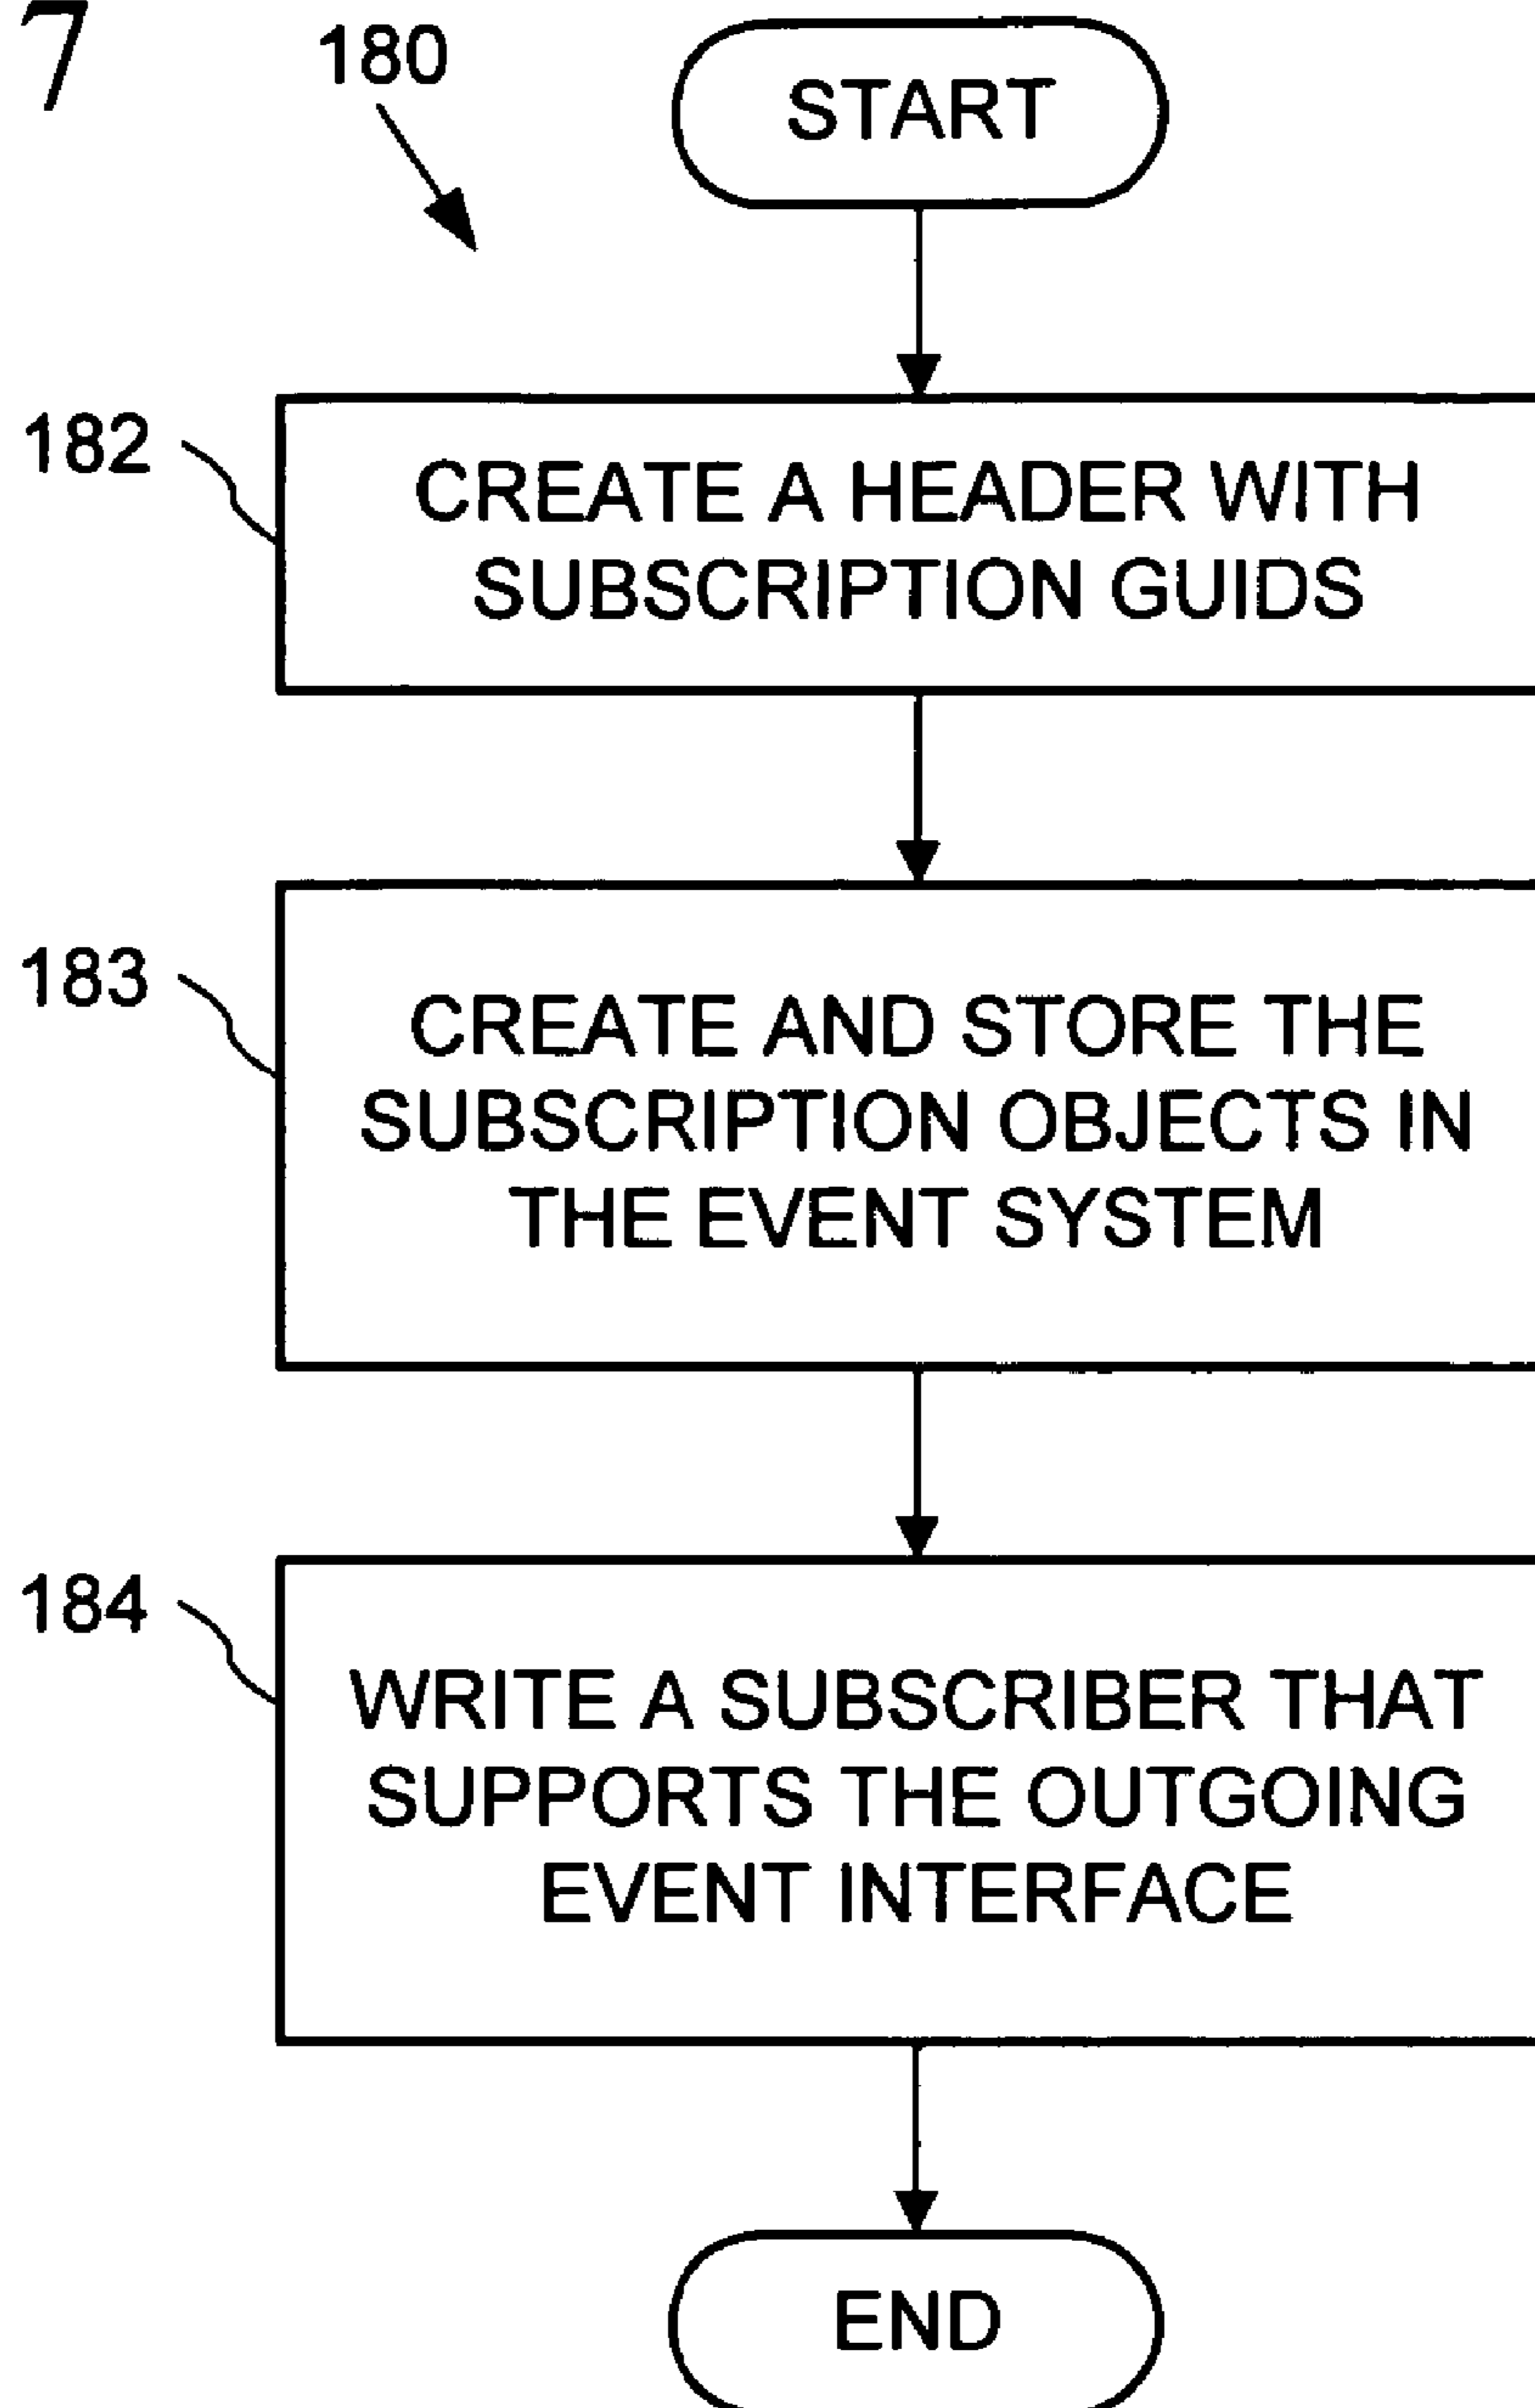 7
180
START
182
CREATE A HEADER WITH
SUBSCRIPTION GUIDS
183
CREATE AND STORE THE
SUBSCRIPTION OBJECTS IN
THE EVENT SYSTEM
184
WRITE A SUBSCRIBER THAT
SUPPORTS THE OUTGOING
EVENT INTERFACE
END